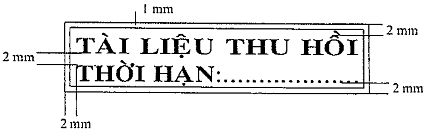 1 mm
2 mm
TÀI LIỆU THU HỒI
2 mm
THỜI HẠN:....................
2 mm
2 mm